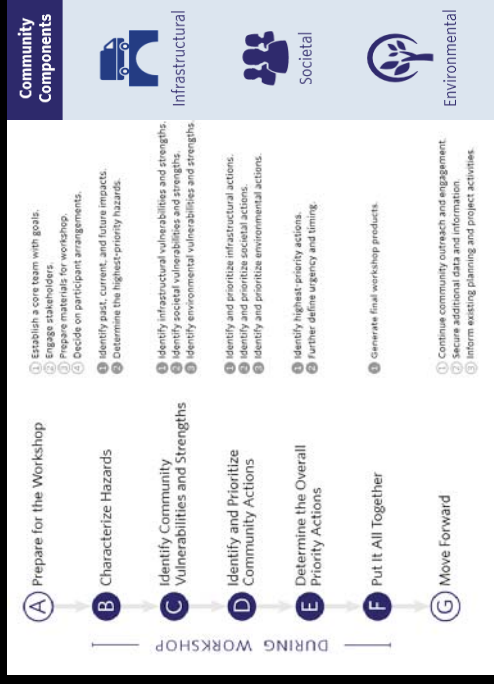 A Prepare for the Workshop
1 Establish a core team with goals.
2 Engage stakeholders.
3 Prepare materials for workshop.
4 Decide on participant arrangements.
B Characterize Hazards
1 Identify past, current, and future impacts.
2 Determine the highest-priority hazards.
C Identify Community
Vulnerabilities and Strengths
1 Identify infrastructural vulnerabilities and strengths.
2 Identify societal vulnerabilities and strengths.
3 Identify environmental vulnerabilities and strengths.
D Identify and Prioritize
Community Actions
1 Identify and prioritize infrastructural actions.
2 Identify and prioritize societal actions.
3 Identify and prioritize environmental actions.
E Determine the Overall
Priority Actions
1 Identify highest-priority actions.
2 Further define urgency and timing.
F Put It All Together
1 Generate final workshop products.
G Move Forward
1 Continue community outreach and engagement.
2 Secure additional data and information.
3 Inform existing planning and project activities.
DURING WORKSHOP
Community
Components
Infrastructural
Societal
Environmental